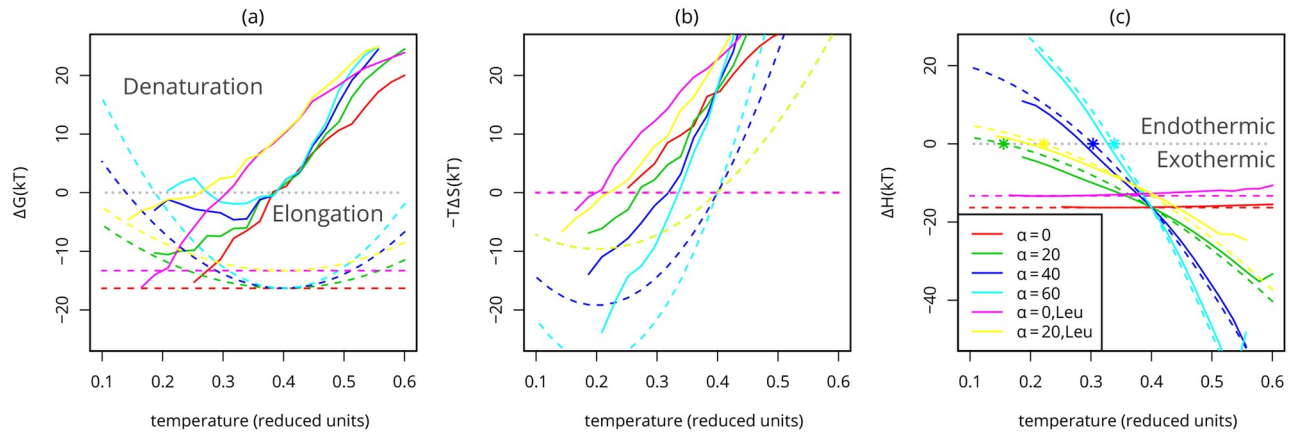 (a)
ΔG(kT)
20
10
0
−10
−20
Denaturation
Elongation
0.1 0.2 0.3 0.4 0.5 0.6
temperature (reduced units)
(b)
−TΔS(kT)
20
10
0
−10
−20
0.1 0.2 0.3 0.4 0.5 0.6
temperature (reduced units)
(c)
ΔH(kT)
20
0
−20
−40
Endothermic
Exothermic
α=0
α=20
α=40
α=60
α=0,Leu
α=20,Leu
0.1 0.2 0.3 0.4 0.5 0.6
temperature (reduced units)